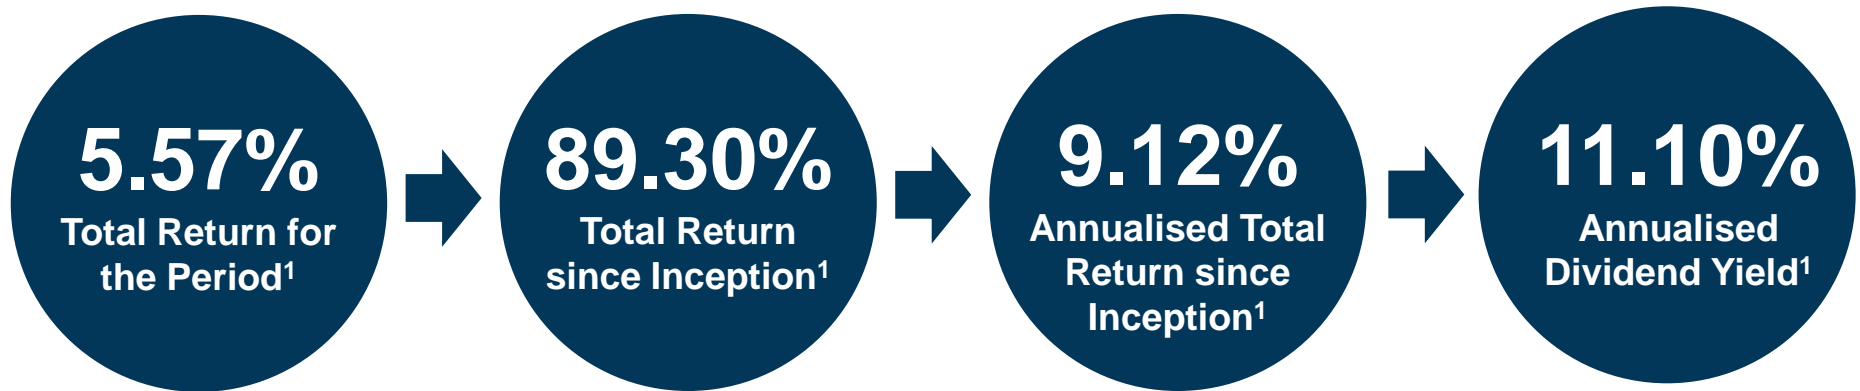 5.57%
Total Return for
the Period¹
89.30%
Total Return
since Inception¹
9.12%
Annualised Total
Return since
Inception¹
11.10%
Annualised
Dividend Yield¹